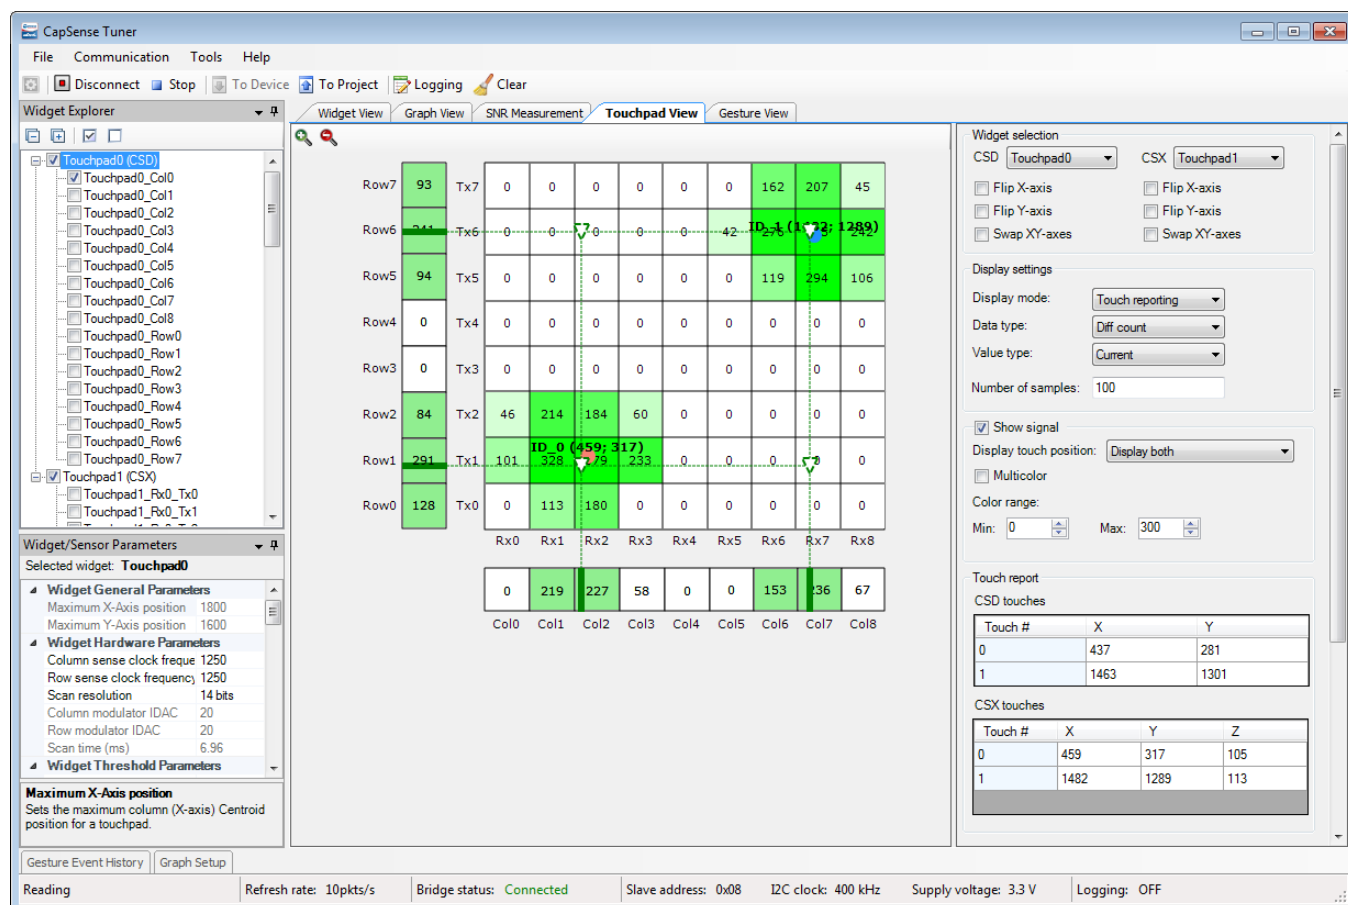 CapSense Tuner
File Communication Tools Help
Disconnect Stop To Device To Project Logging Clear
Widget Explorer
Widget View Graph View SNR Measurement Touchpad View Gesture View
Touchpad0 (CSD)
Touchpad0_Col0
Touchpad0_Col1
Touchpad0_Col2
Touchpad0_Col3
Touchpad0_Col4
Touchpad0_Col5
Touchpad0_Col6
Touchpad0_Col7
Touchpad0_Col8
Touchpad0_Row0
Touchpad0_Row1
Touchpad0_Row2
Touchpad0_Row3
Touchpad0_Row4
Touchpad0_Row5
Touchpad0_Row6
Touchpad0_Row7
Touchpad1 (CSX)
Touchpad1_Rx0_Tx0
Touchpad1_Rx0_Tx1
Widget/Sensor Parameters
Selected widget: Touchpad0
Widget General Parameters
Maximum X-Axis position 1800
Maximum Y-Axis position 1600
Widget Hardware Parameters
Column sense clock freque 1250
Row sense clock frequency 1250
Scan resolution 14 bits
Column modulator IDAC 20
Row modulator IDAC 20
Scan time (ms) 6.96
Widget Threshold Parameters
Maximum X-Axis position
Sets the maximum column (X-axis) Centroid
position for a touchpad.
Gesture Event History Graph Setup
Row7 93 Tx7 0 0 0 0 0 0 162 207 45
Row6 241 Tx6 0 0 0 0 42 276 242
ID_1 (1482; 1289)
Row5 94 Tx5 0 0 0 0 0 0 119 294 106
Row4 0 Tx4 0 0 0 0 0 0 0 0 0
Row3 0 Tx3 0 0 0 0 0 0 0 0 0
Row2 84 Tx2 46 214 184 60 0 0 0 0 0
ID_0 (459; 317)
Row1 291 Tx1 101 328 279 233 0 0 0 0
Row0 128 Tx0 0 113 180 0 0 0 0 0 0
Rx0 Rx1 Rx2 Rx3 Rx4 Rx5 Rx6 Rx7 Rx8
0 219 227 58 0 0 153 236 67
Col0 Col1 Col2 Col3 Col4 Col5 Col6 Col7 Col8
Widget selection
CSD Touchpad0 CSX Touchpad1
Flip X-axis Flip X-axis
Flip Y-axis Flip Y-axis
Swap XY-axes Swap XY-axes
Display settings
Display mode: Touch reporting
Data type: Diff count
Value type: Current
Number of samples: 100
Show signal
Display touch position: Display both
Multicolor
Color range:
Min: 0 Max: 300
Touch report
CSD touches
Touch # X Y
0 437 281
1 1463 1301
CSX touches
Touch # X Y Z
0 459 317 105
1 1482 1289 113
Reading Refresh rate: 10pkts/s Bridge status: Connected Slave address: 0x08 I2C clock: 400 kHz Supply voltage: 3.3 V Logging: OFF